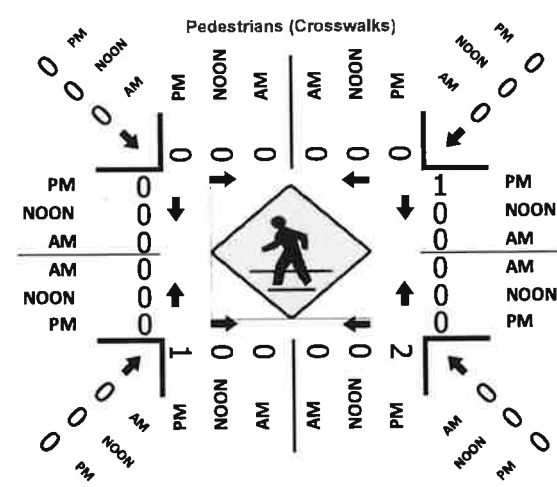 Pedestrians (Crosswalks)
PM NOON AM
0 0 0
PM NOON AM AM NOON PM
0 0 0 0 0 0
PM NOON AM
0 0 0
PM 0
NOON 0
AM 0
AM 0
NOON 0
PM 0
1 PM
0 NOON
0 AM
0 AM
0 NOON
0 PM
1 0 0 0 0 2
PM NOON AM AM NOON PM
0 0 0
AM NOON PM
0 0 0
AM NOON PM